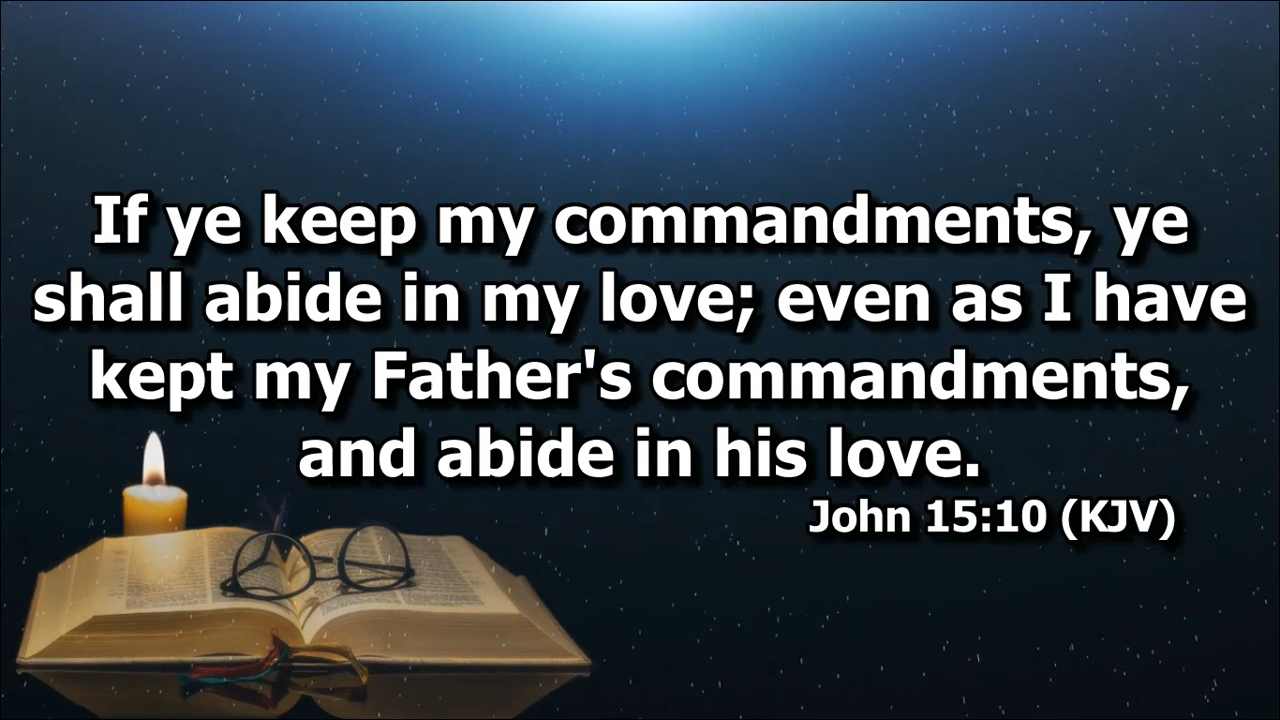 If ye keep my commandments, ye
shall abide in my love; even as I have
kept my Father's commandments,
and abide in his love.
John 15:10 (KJV)